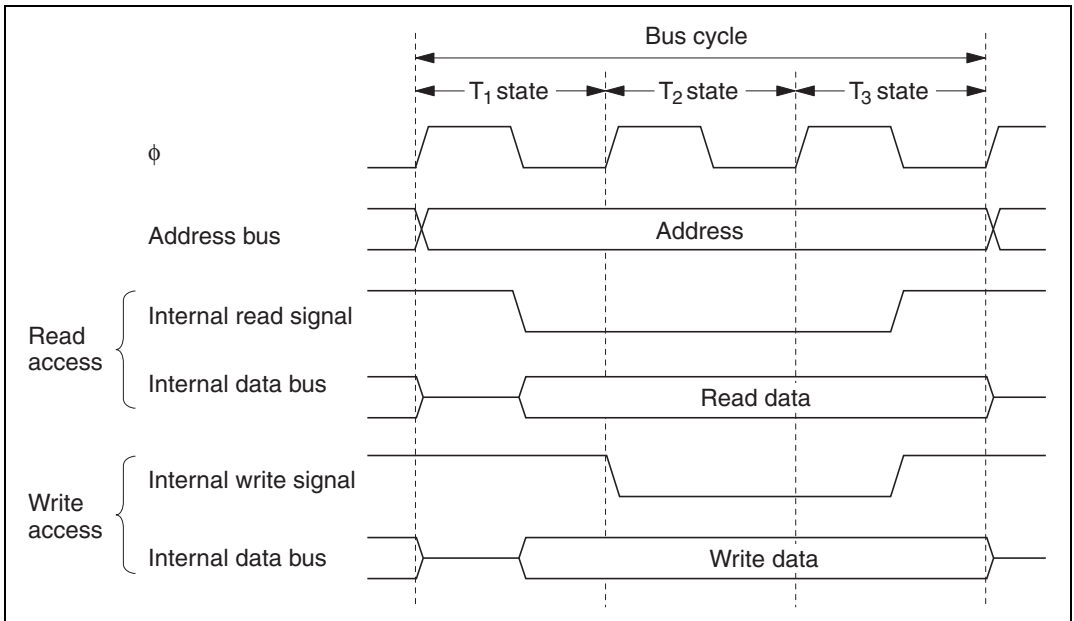 Bus cycle
T1 state T2 state T3 state
ϕ
Address bus Address
Read access
Internal read signal
Internal data bus Read data
Write access
Internal write signal
Internal data bus Write data